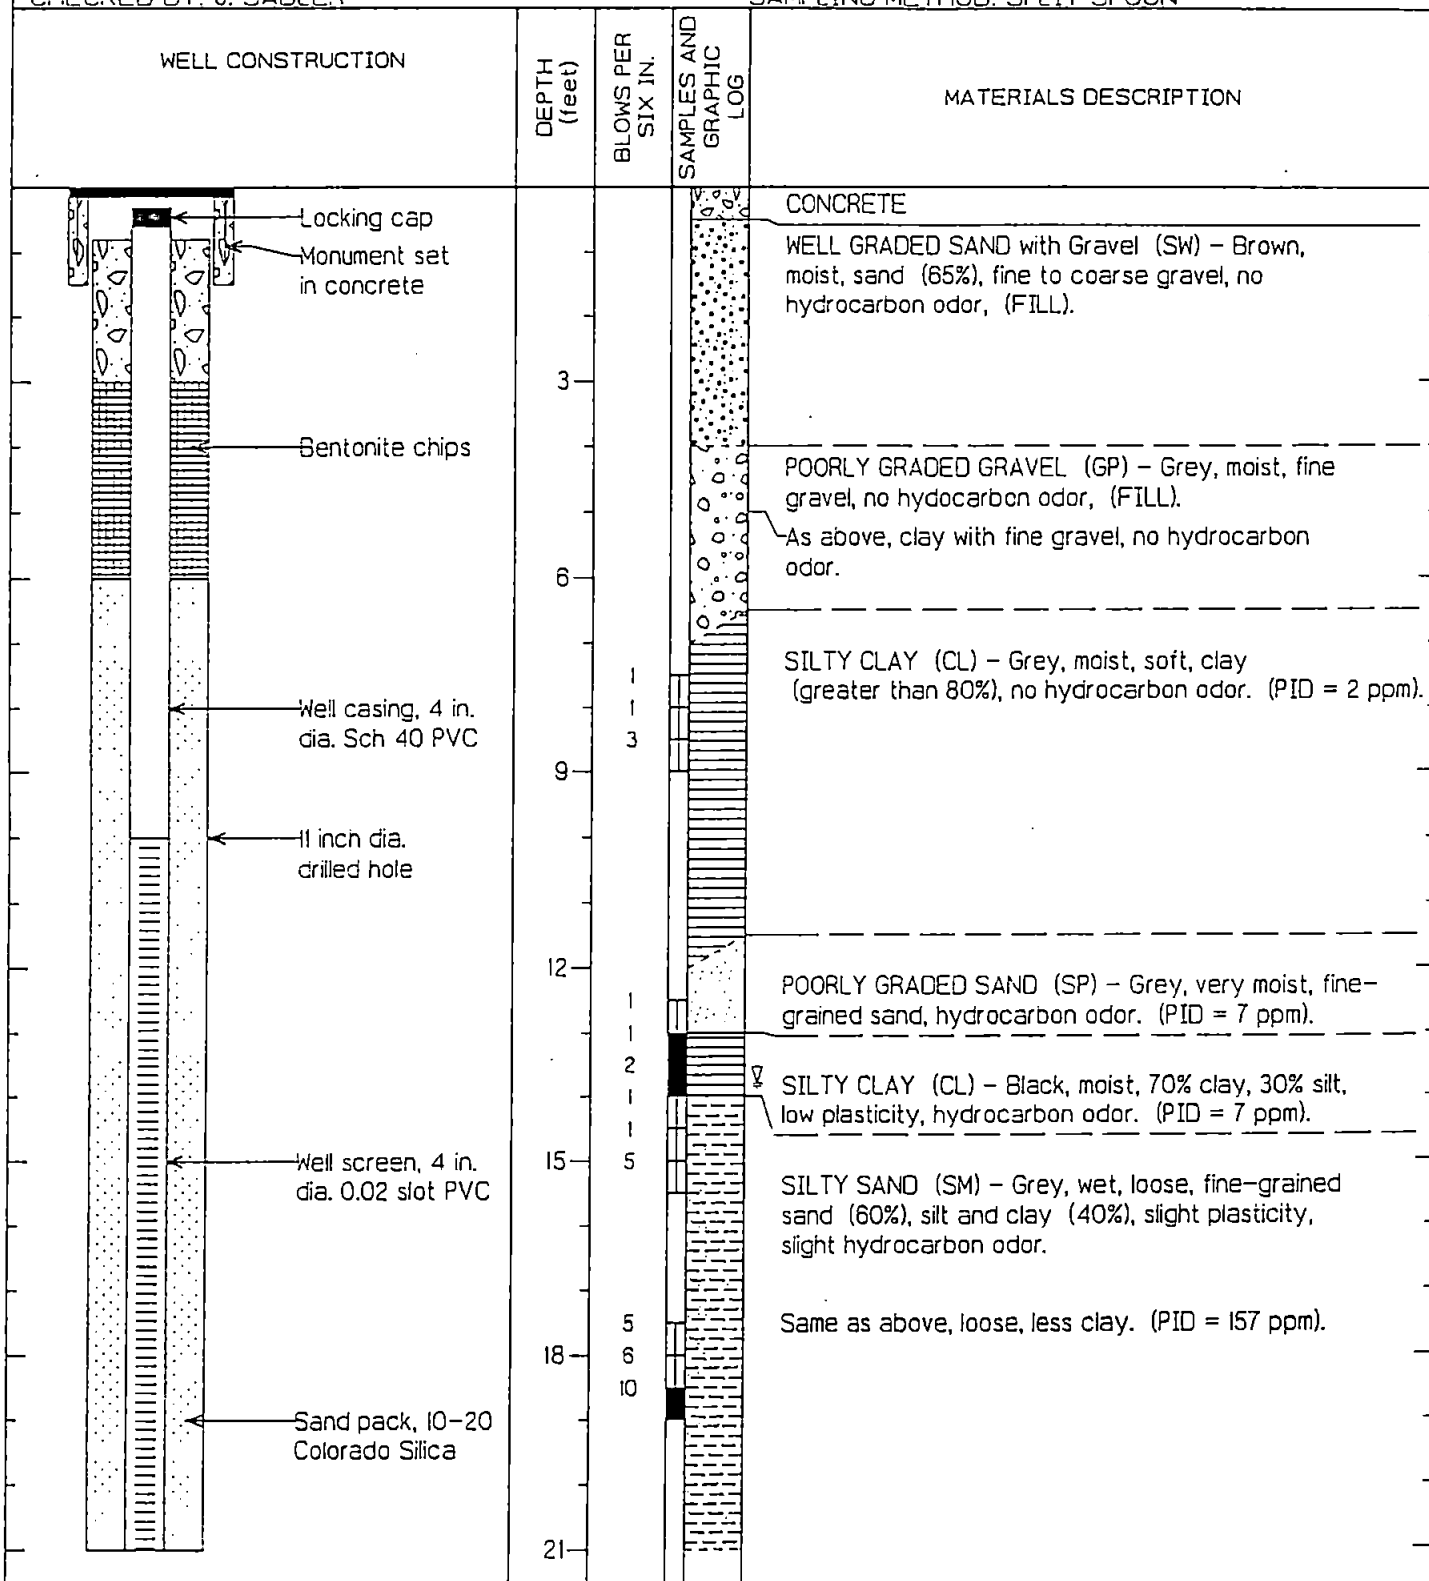 WELL CONSTRUCTION
DEPTH
(feet)
BLOWS PER
SIX IN.
SAMPLES AND
GRAPHIC
LOG
MATERIALS DESCRIPTION
Locking cap
Monument set
in concrete
Bentonite chips
Well casing, 4 in.
dia. Sch 40 PVC
11 inch dia.
drilled hole
Well screen, 4 in.
dia. 0.02 slot PVC
Sand pack, 10-20
Colorado Silica
3
6
9
12
15
18
21
1
1
3
1
1
2
1
1
5
5
6
10
CONCRETE
WELL GRADED SAND with Gravel (SW) - Brown,
moist, sand (65%), fine to coarse gravel, no
hydrocarbon odor, (FILL).
POORLY GRADED GRAVEL (GP) - Grey, moist, fine
gravel, no hydocarbon odor, (FILL).
As above, clay with fine gravel, no hydrocarbon
odor.
SILTY CLAY (CL) - Grey, moist, soft, clay
(greater than 80%), no hydrocarbon odor. (PID = 2 ppm).
POORLY GRADED SAND (SP) - Grey, very moist, fine-
grained sand, hydrocarbon odor. (PID = 7 ppm).
SILTY CLAY (CL) - Black, moist, 70% clay, 30% silt,
low plasticity, hydrocarbon odor. (PID = 7 ppm).
SILTY SAND (SM) - Grey, wet, loose, fine-grained
sand (60%), silt and clay (40%), slight plasticity,
slight hydrocarbon odor.
Same as above, loose, less clay. (PID = 157 ppm).